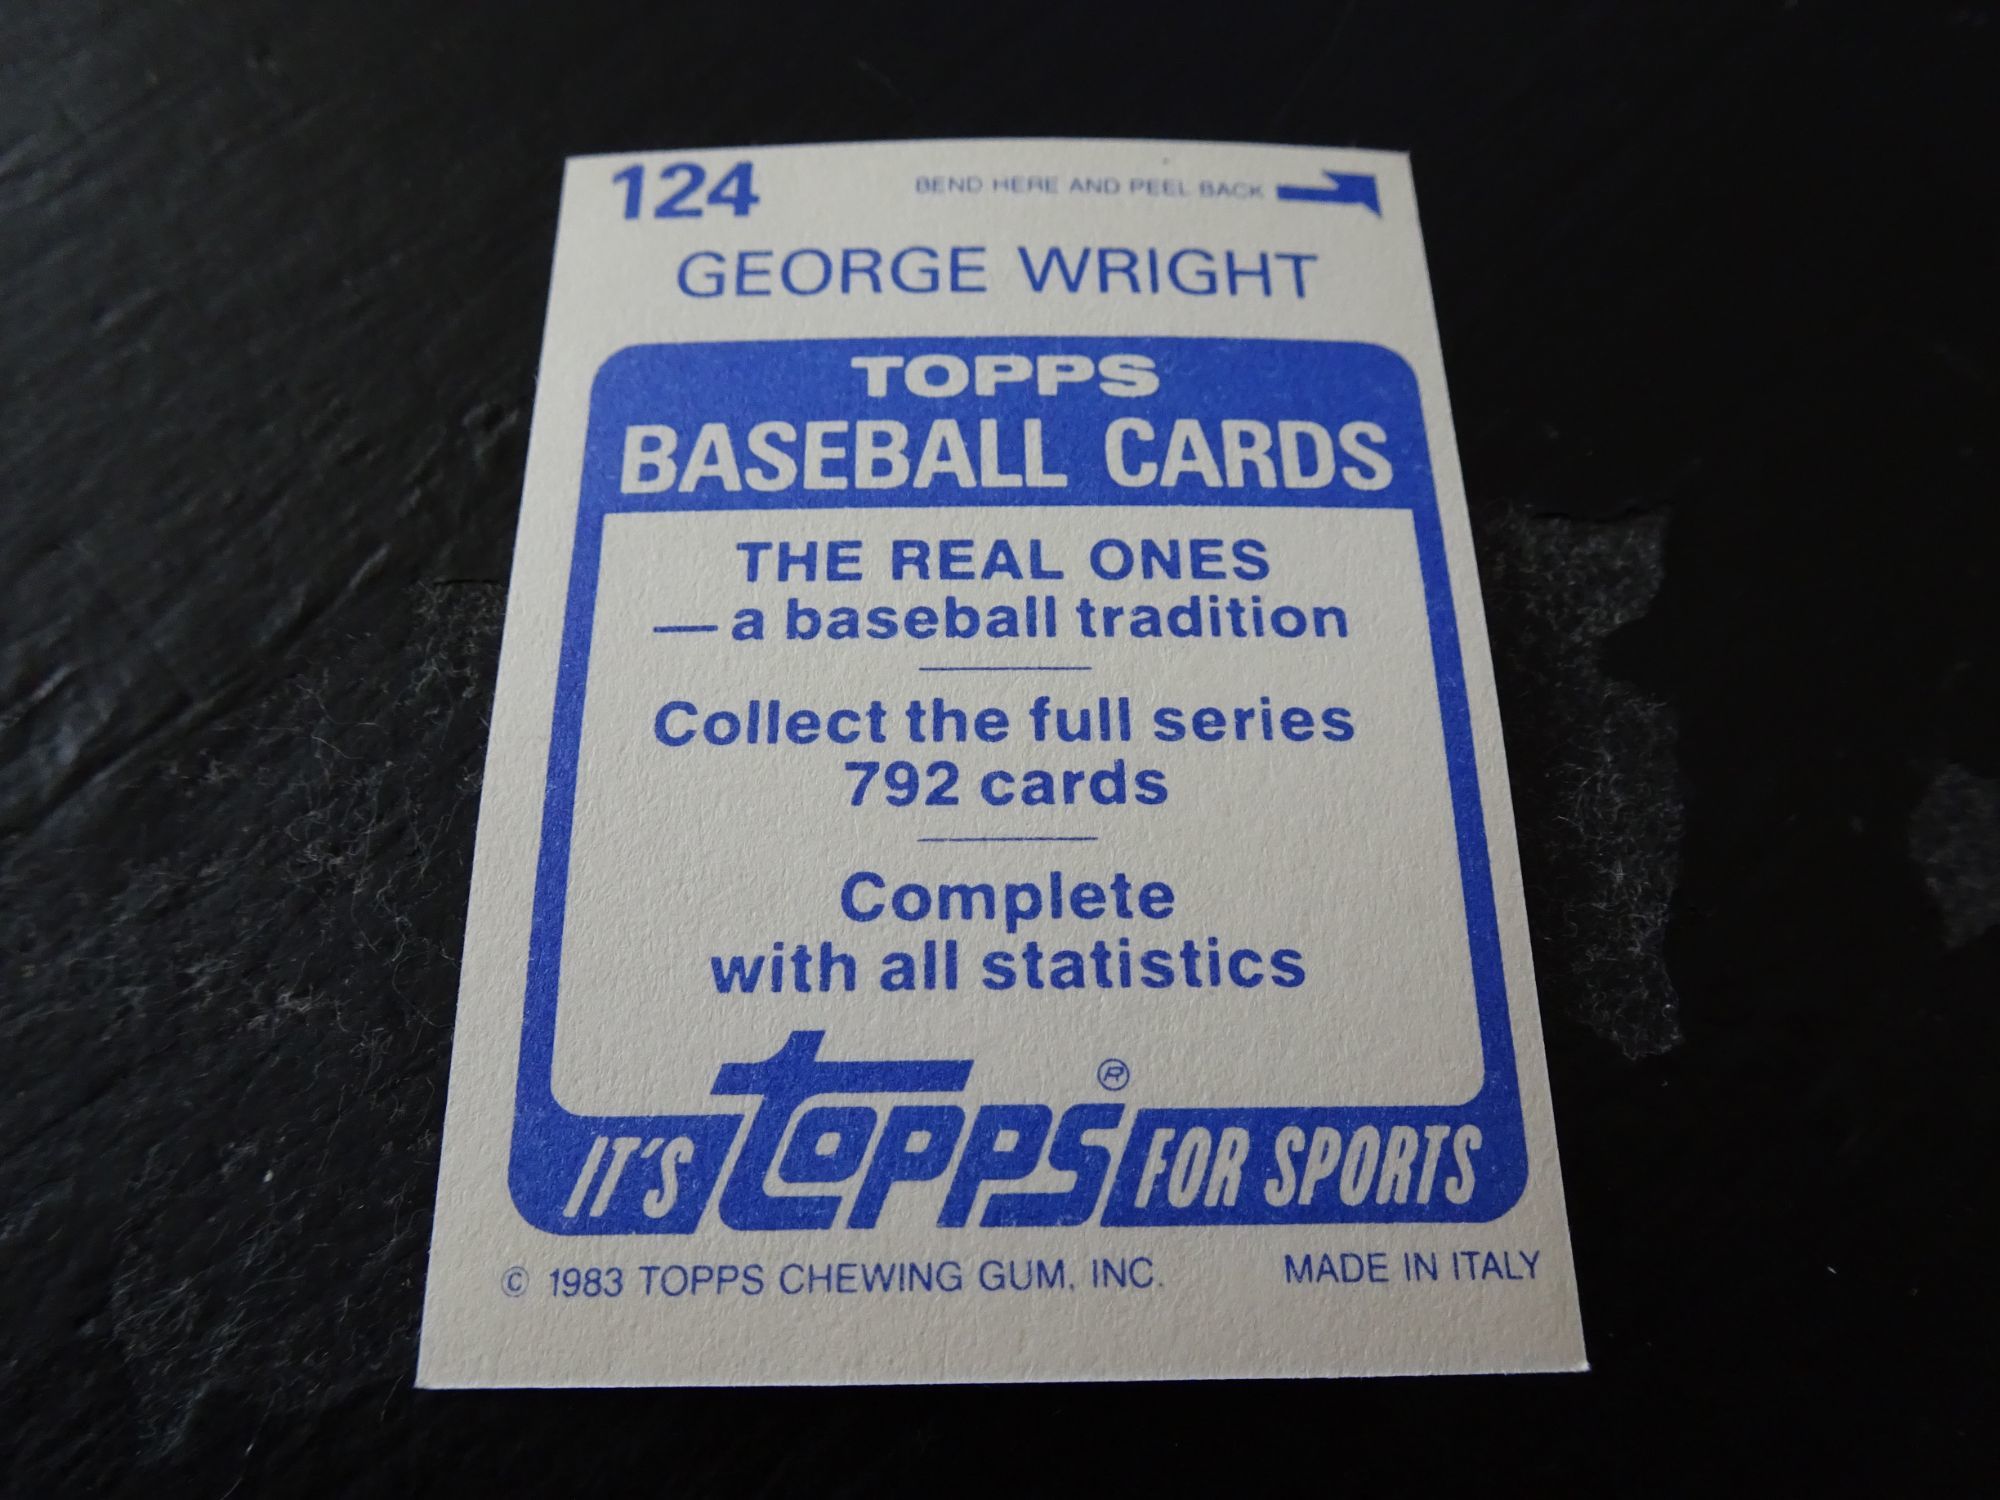 124
BEND HERE AND PEEL BACK
GEORGE WRIGHT
TOPPS
BASEBALL CARDS
THE REAL ONES
— a baseball tradition
Collect the full series
792 cards
Complete
with all statistics
IT'S topps® FOR SPORTS
© 1983 TOPPS CHEWING GUM, INC. MADE IN ITALY